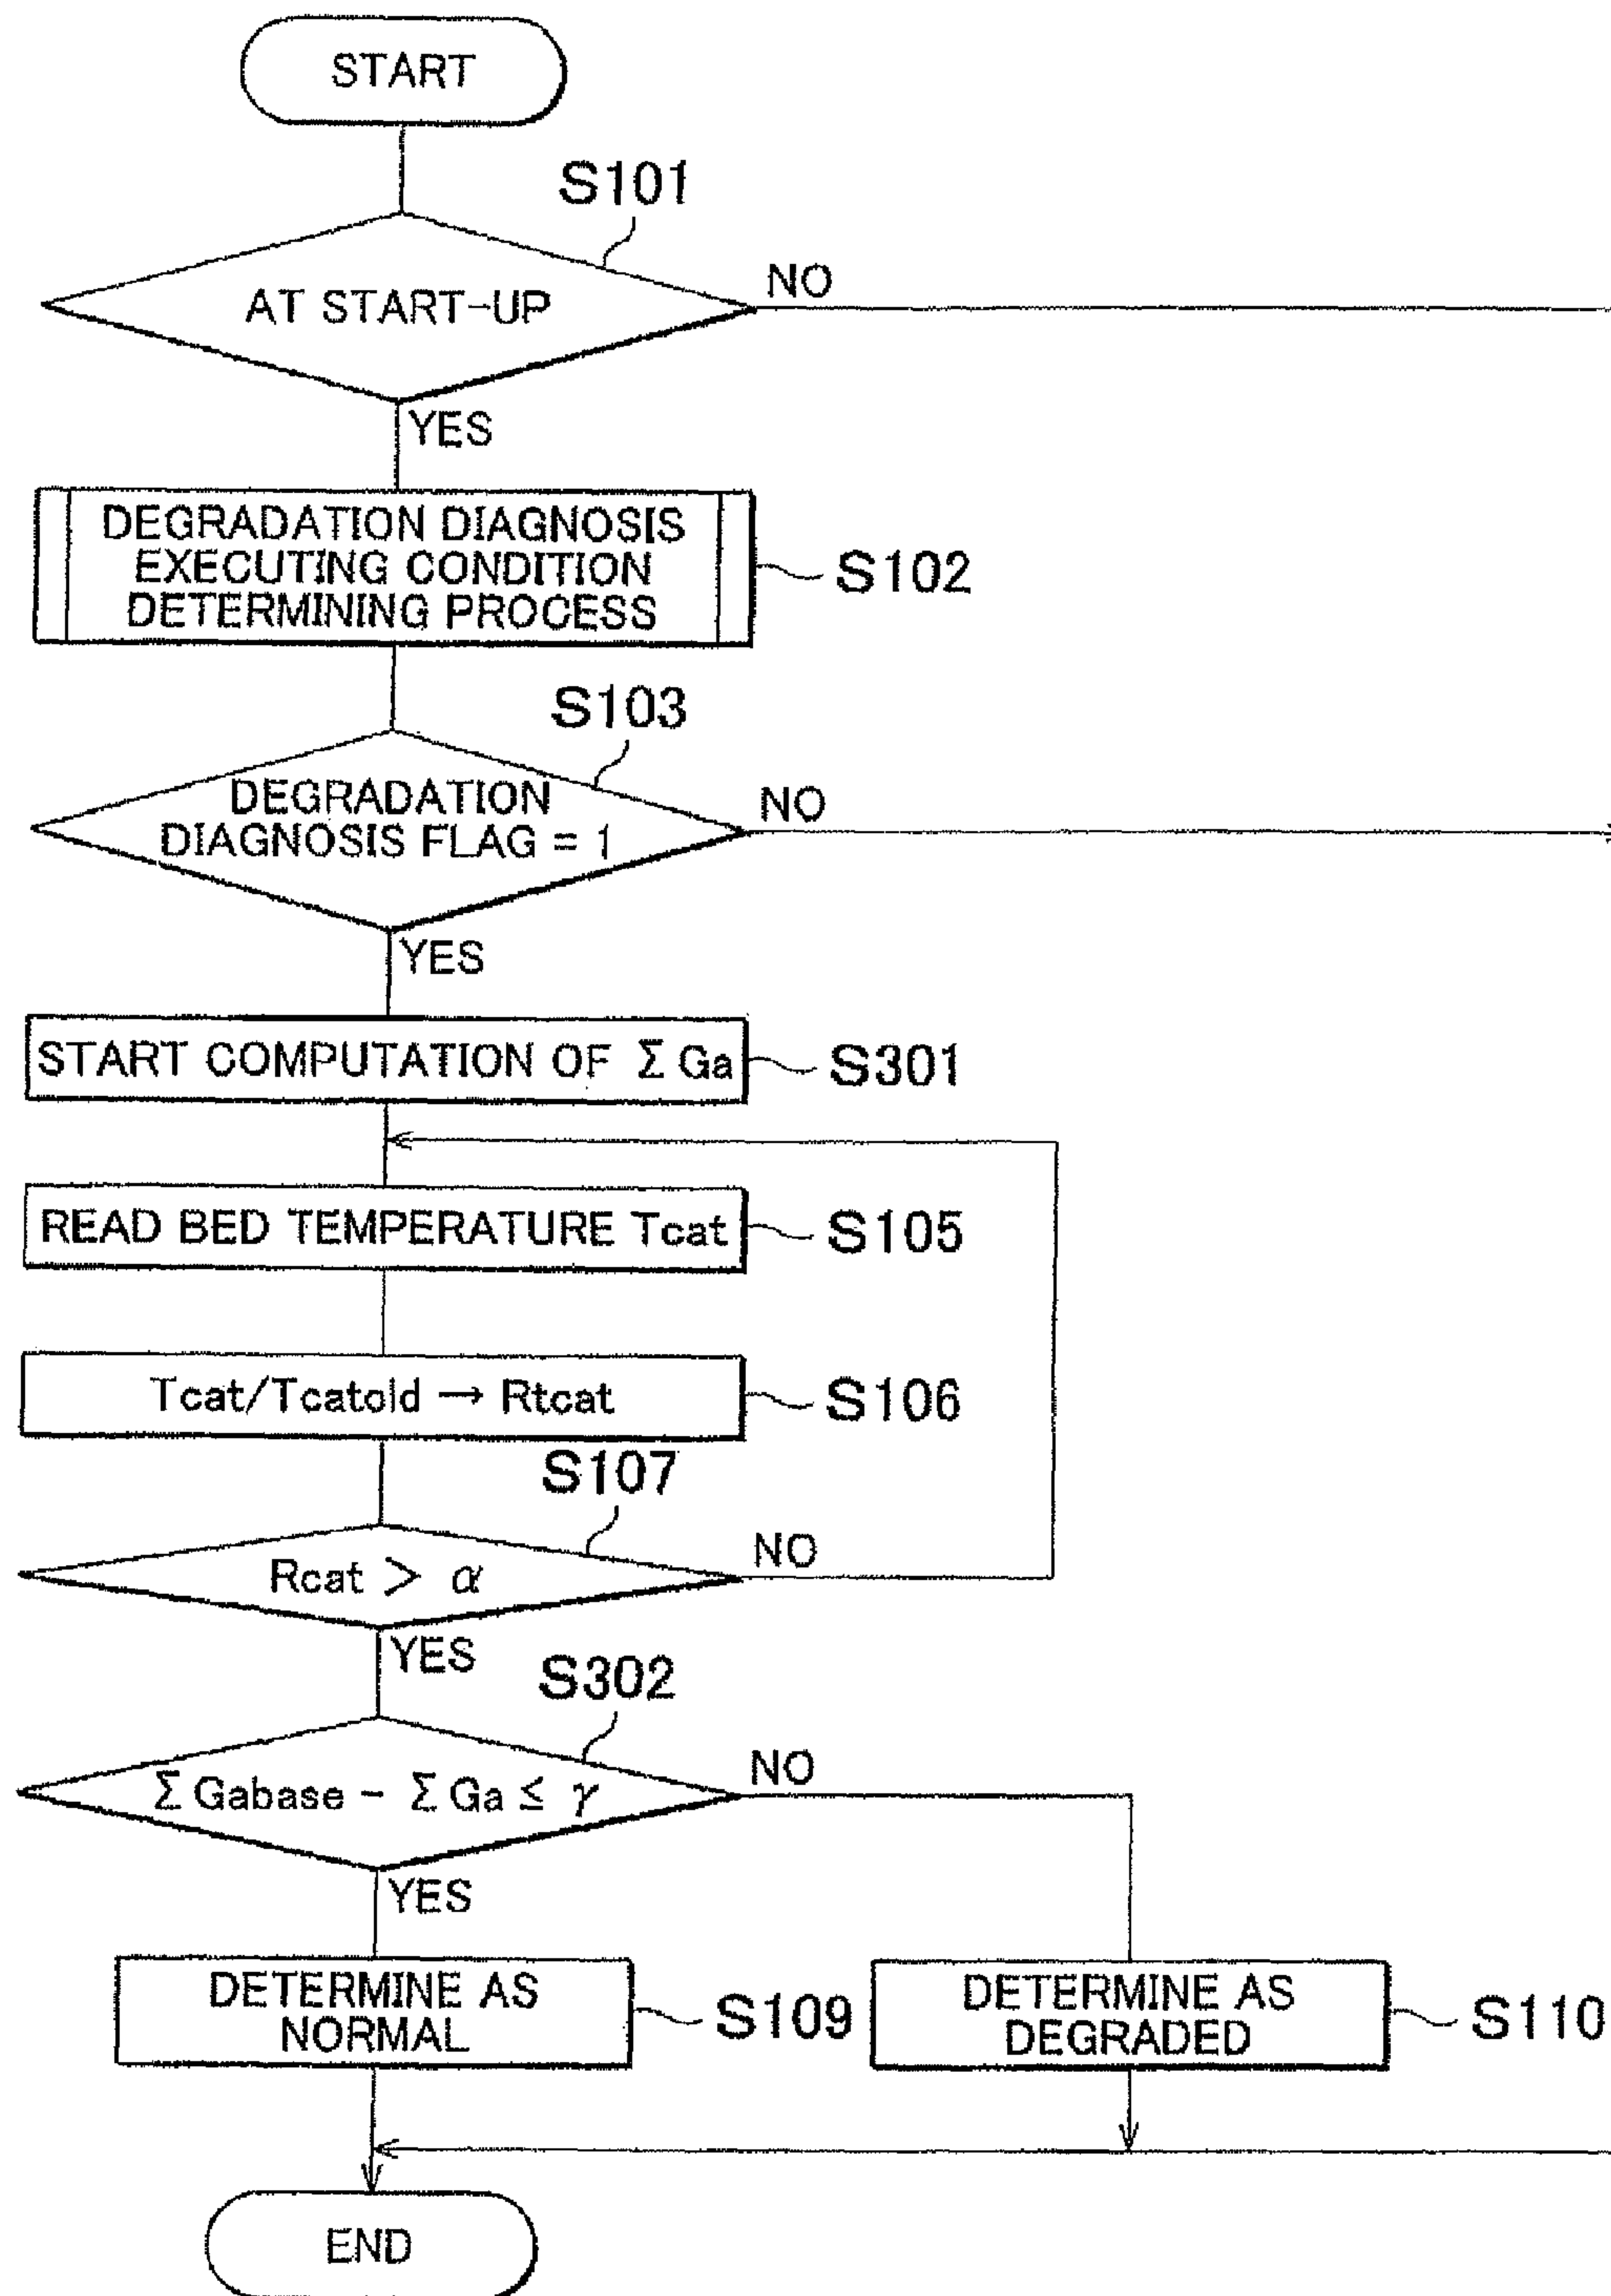 START
S101
AT START-UP
NO
YES
DEGRADATION DIAGNOSIS
EXECUTING CONDITION
DETERMINING PROCESS
S102
S103
DEGRADATION
DIAGNOSIS FLAG = 1
NO
YES
START COMPUTATION OF Σ Ga
S301
READ BED TEMPERATURE Tcat
S105
Tcat/Tcatold → Rtcat
S106
S107
Rcat > α
NO
YES
S302
Σ Gabase - Σ Ga ≤ γ
NO
YES
DETERMINE AS
NORMAL
S109
DETERMINE AS
DEGRADED
S110
END